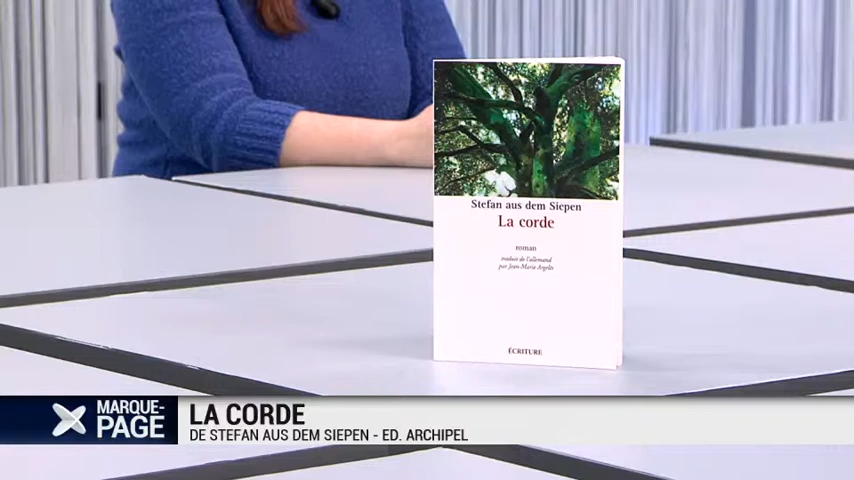 Stefan aus dem Siepen
La corde
roman
traduit de l'allemand
par Jean-Marie Argelès
ÉCRITURE
MARQUE-
PAGE
LA CORDE
DE STEFAN AUS DEM SIEPEN - ED. ARCHIPEL